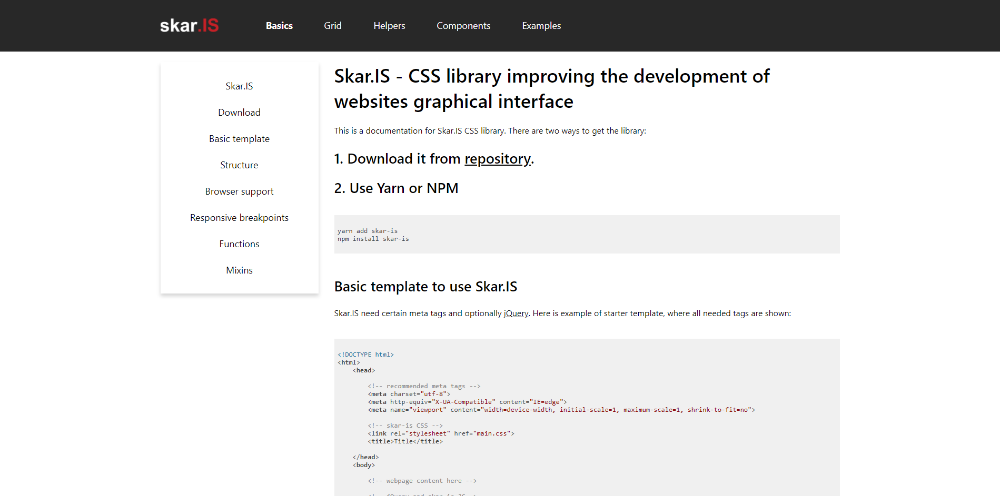 skar.IS
Basics
Grid
Helpers
Components
Examples
Skar.IS
Download
Basic template
Structure
Browser support
Responsive breakpoints
Functions
Mixins
Skar.IS - CSS library improving the development of
websites graphical interface
This is a documentation for Skar.IS CSS library. There are two ways to get the library:
1. Download it from repository.
2. Use Yarn or NPM
yarn add skar-is
npm install skar-is
Basic template to use Skar.IS
Skar.IS need certain meta tags and optionally jQuery. Here is example of starter template, where all needed tags are shown:
<!DOCTYPE html>
<html>
<head>
<!-- recommended meta tags -->
<meta charset="utf-8">
<meta http-equiv="X-UA-Compatible" content="IE=edge">
<meta name="viewport" content="width=device-width, initial-scale=1, maximum-scale=1, shrink-to-fit=no">
<!-- skar-is CSS -->
<link rel="stylesheet" href="main.css">
<title>Title</title>
</head>
<body>
<!-- webpage content here -->
<!-- jQuery and skar-is JS -->